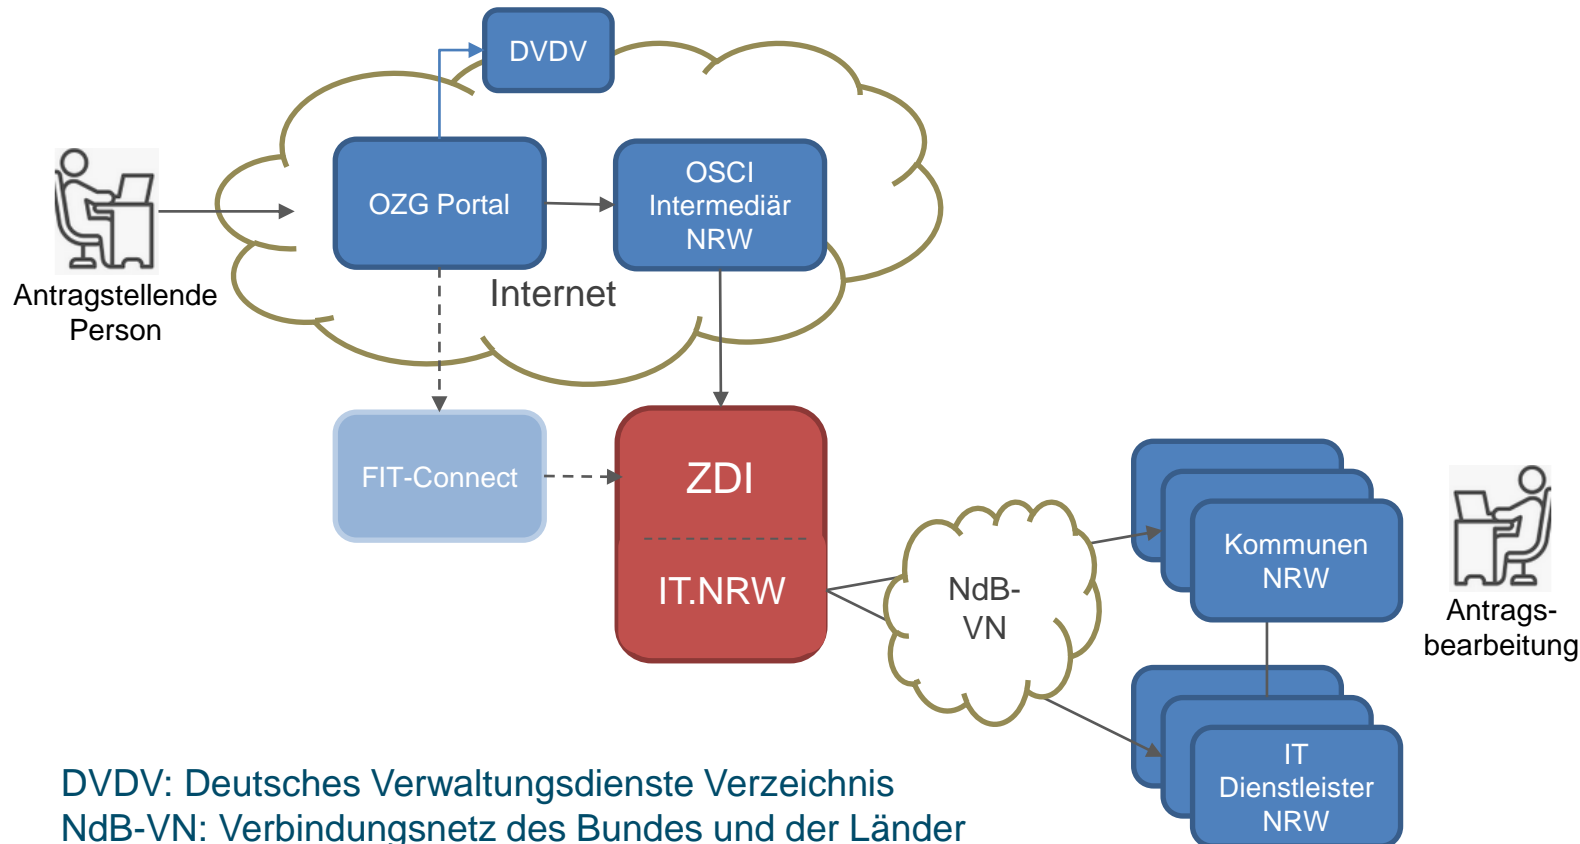 DVDV
OZG Portal
OSCI
Intermediär
NRW
Antragstellende
Person
Internet
FIT-Connect
ZDI
IT.NRW
NdB-
VN
Kommunen
NRW
Antrags-
bearbeitung
IT
Dienstleister
NRW
DVDV: Deutsches Verwaltungsdienste Verzeichnis
NdB-VN: Verbindungsnetz des Bundes und der Länder